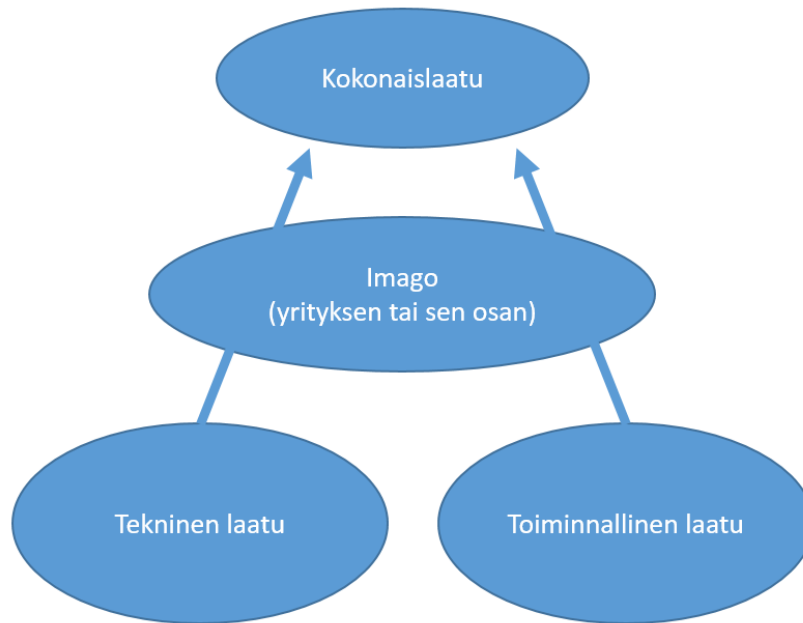 Kokonaislaatu
Imago
(yrityksen tai sen osan)
Tekninen laatu
Toiminnallinen laatu